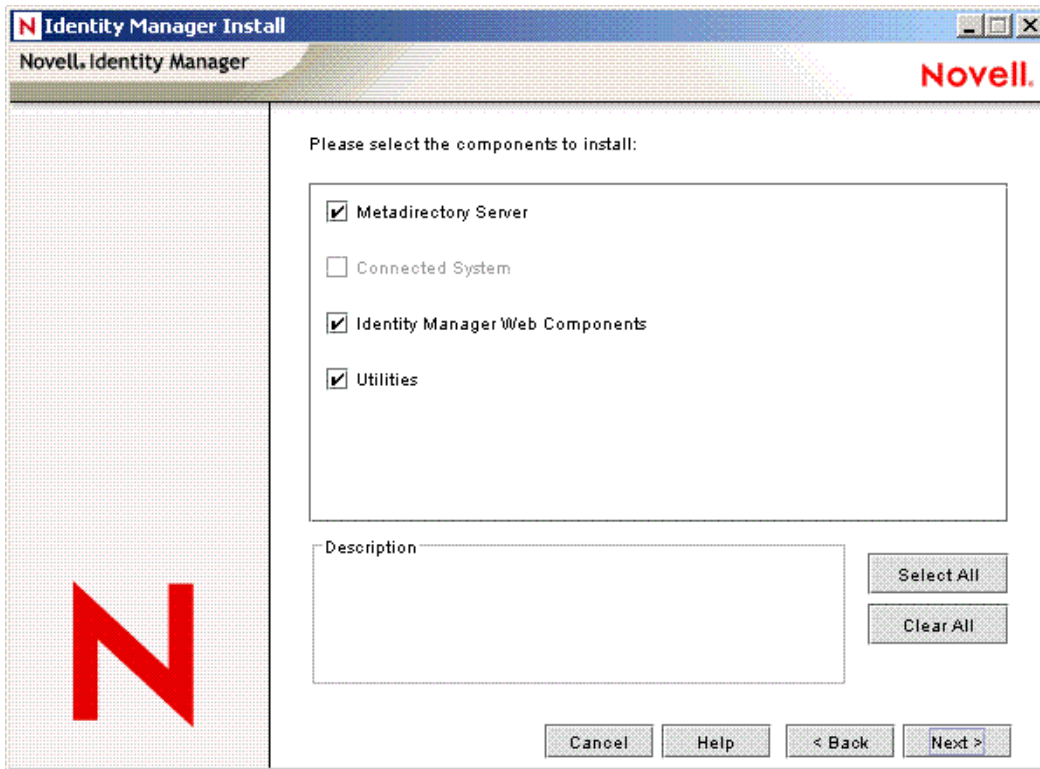 Identity Manager Install
Novell. Identity Manager
Novell.
Please select the components to install:
Metadirectory Server
Connected System
Identity Manager Web Components
Utilities
Description
Select All
Clear All
Cancel
Help
< Back
Next >